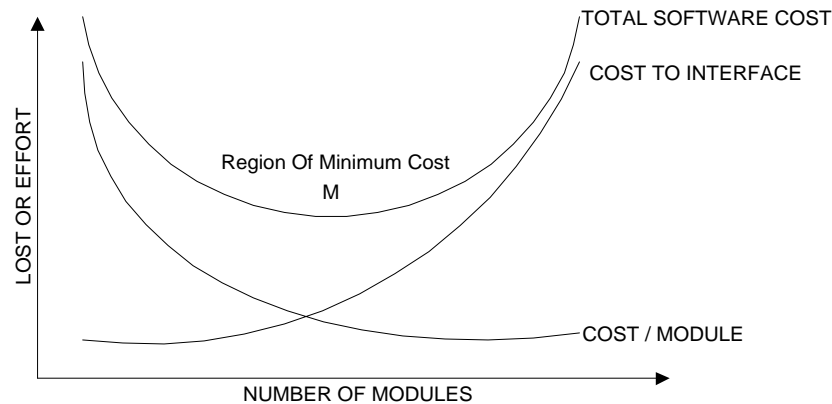 TOTAL SOFTWARE COST
COST TO INTERFACE
Region Of Minimum Cost
M
LOST OR EFFORT
COST / MODULE
NUMBER OF MODULES